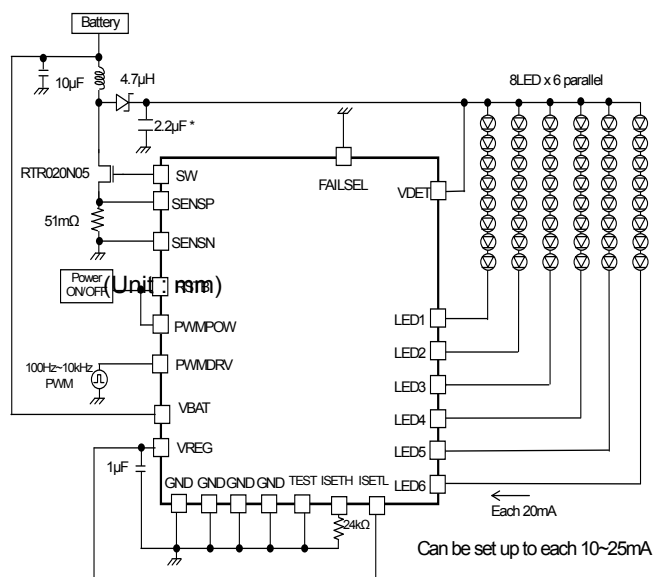 Battery
10μF
4.7μH
2.2μF *
8LED x 6 parallel
RTR020N05
SW
FAILSEL
VDET
SENSP
51mΩ
SENSN
Power
ON/OFF
(Unit : mm)
PWMPOW
LED1
100Hz~10kHz
PWM
PWMDRV
LED2
LED3
VBAT
LED4
VREG
LED5
1μF
GND GND GND GND TEST ISETH ISETL
LED6
24kΩ
Each 20mA
Can be set up to each 10~25mA